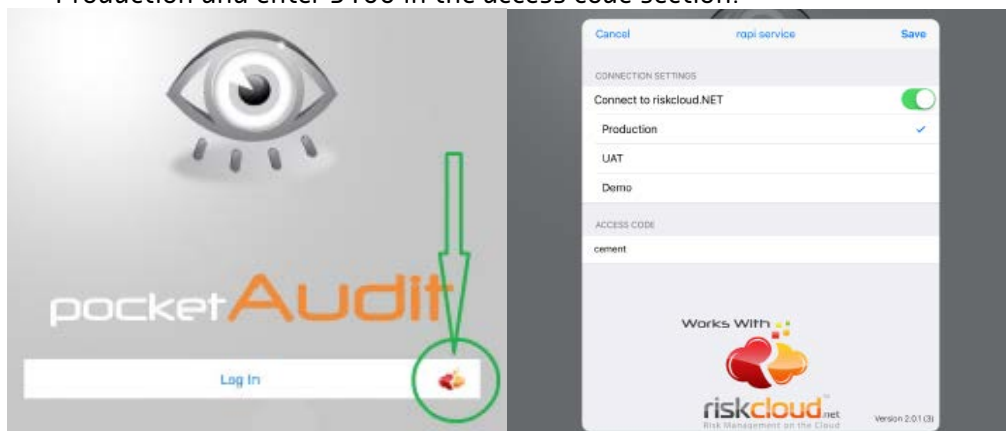 Production and enter 5100 in the access code section.
pocketAudit
Log In
Cancel rapi service Save
CONNECTION SETTINGS
Connect to riskcloud.NET
Production
UAT
Demo
ACCESS CODE
cement
Works With
riskcloud.net
Risk Management on the Cloud
Version 2.0.1 (3)